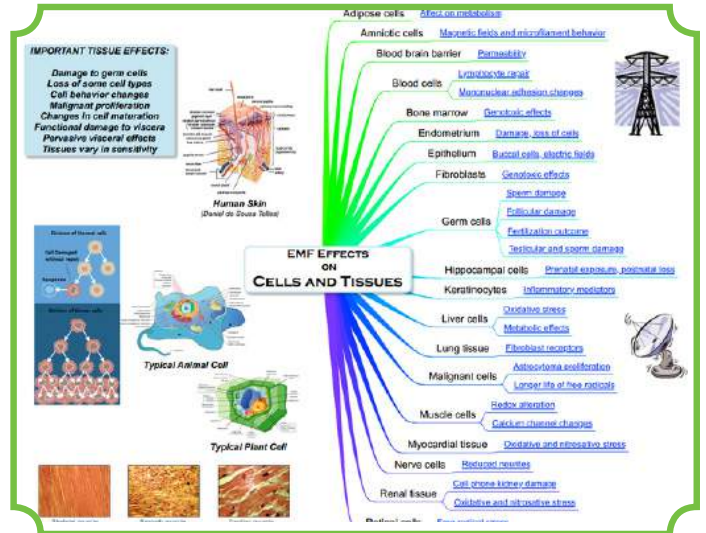 IMPORTANT TISSUE EFFECTS:
Damage to germ cells
Loss of some cell types
Cell behavior changes
Malignant proliferation
Changes in cell maturation
Functional damage to viscera
Pervasive visceral effects
Tissues vary in sensitivity
Human Skin
(Daniel de Souza Telles)
Typical Animal Cell
Typical Plant Cell
EMF EFFECTS
ON
CELLS AND TISSUES
Adipose cells Affect on metabolism
Amniotic cells Magnetic fields and microfilament behavior
Blood brain barrier Permeability
Blood cells
Lymphocyte repair
Mononuclear adhesion changes
Bone marrow Genotoxic effects
Endometrium Damage, loss of cells
Epithelium Buccal cells, electric fields
Fibroblasts Genotoxic effects
Germ cells
Sperm damage
Follicular damage
Fertilization outcome
Testicular and sperm damage
Hippocampal cells Prenatal exposure, postnatal loss
Keratinocytes Inflammatory mediators
Liver cells
Oxidative stress
Metabolic effects
Lung tissue Fibroblast receptors
Malignant cells
Astrocytoma proliferation
Longer life of free radicals
Muscle cells
Redox alteration
Calcium channel changes
Myocardial tissue Oxidative and nitrosative stress
Nerve cells Reduced neurites
Renal tissue
Cell phone kidney damage
Oxidative and nitrosative stress